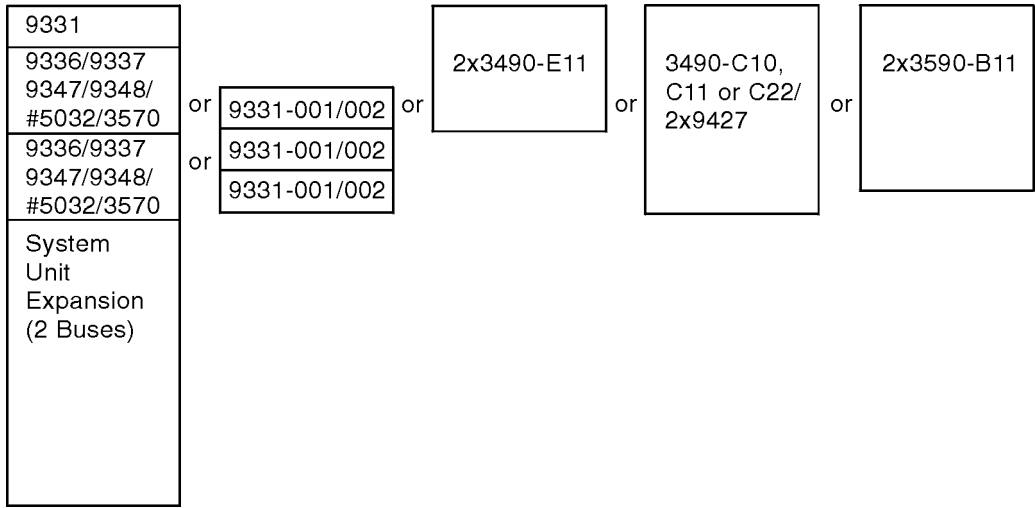 9331
9336/9337
9347/9348/
#5032/3570
9336/9337
9347/9348/
#5032/3570
System
Unit
Expansion
(2 Buses)
or
or
9331-001/002
9331-001/002
9331-001/002
or
2x3490-E11
or
3490-C10,
C11 or C22/
2x9427
or
2x3590-B11